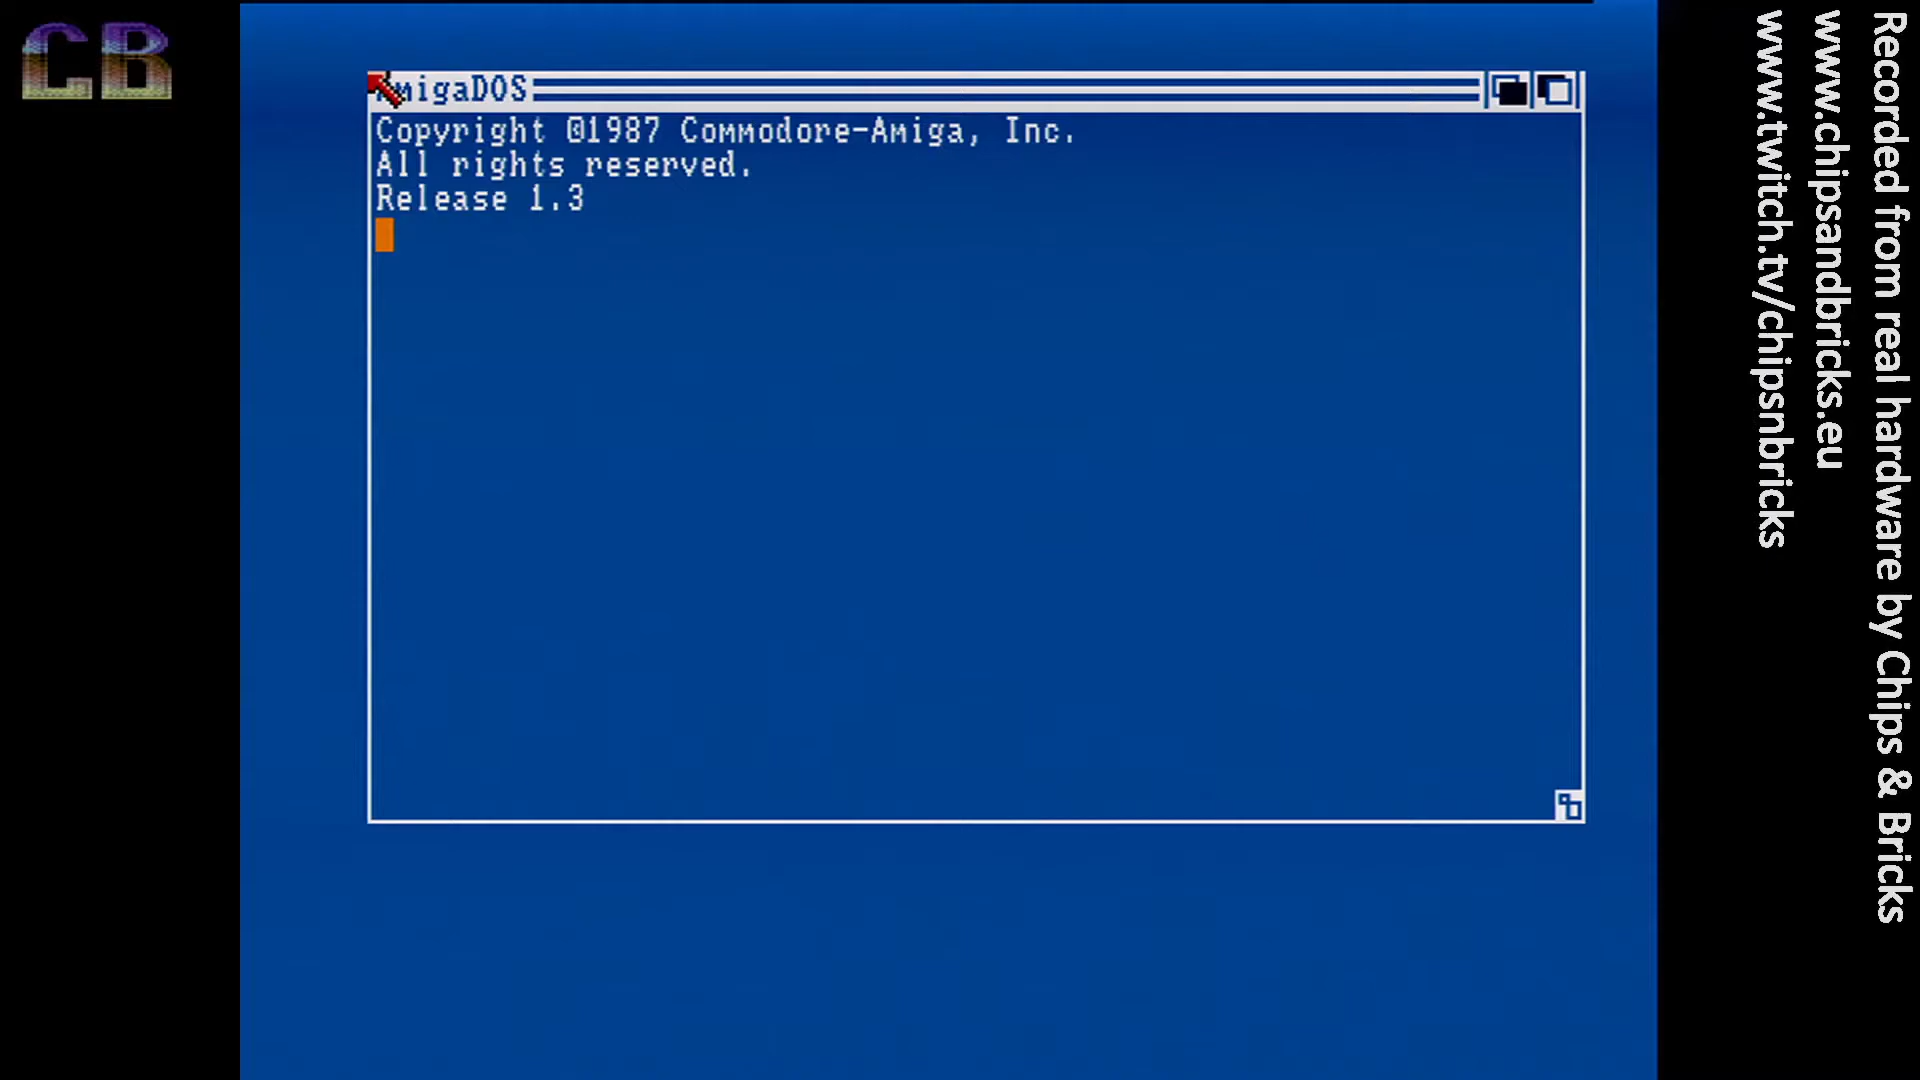 CB
AmigaDOS
Copyright ©1987 Commodore-Amiga, Inc.
All rights reserved.
Release 1.3
Recorded from real hardware by Chips & Bricks
www.chipsandbricks.eu
www.twitch.tv/chipsnbricks